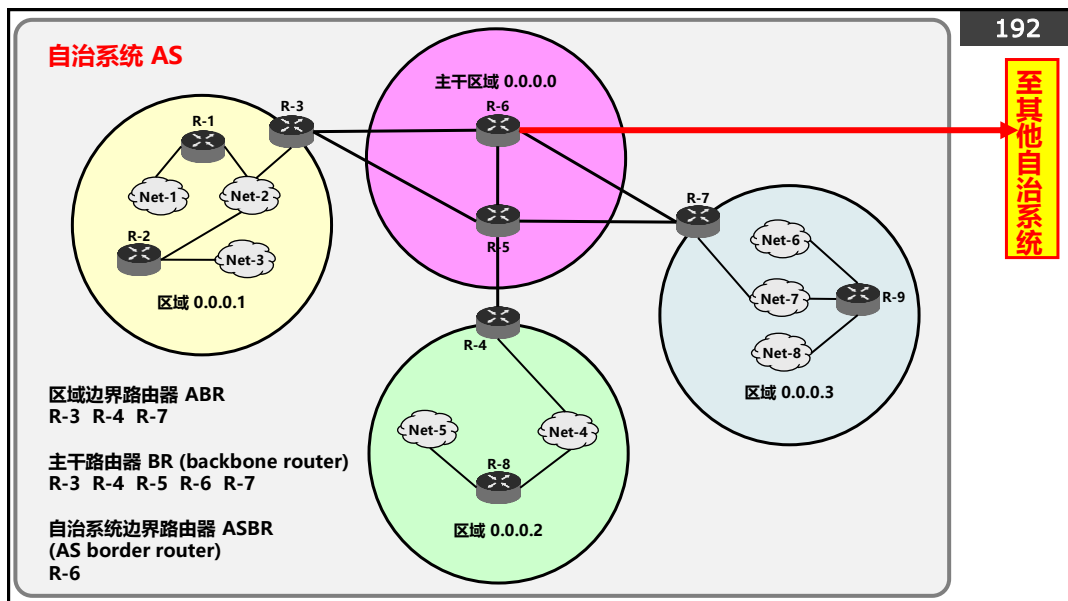 192
自治系统 AS
至其他自治系统
主干区域 0.0.0.0
R-6
R-3
R-1
Net-1
Net-2
R-2
Net-3
区域 0.0.0.1
R-5
R-7
Net-6
Net-7
R-9
Net-8
区域 0.0.0.3
R-4
Net-5
Net-4
R-8
区域 0.0.0.2
区域边界路由器 ABR
R-3 R-4 R-7
主干路由器 BR (backbone router)
R-3 R-4 R-5 R-6 R-7
自治系统边界路由器 ASBR
(AS border router)
R-6